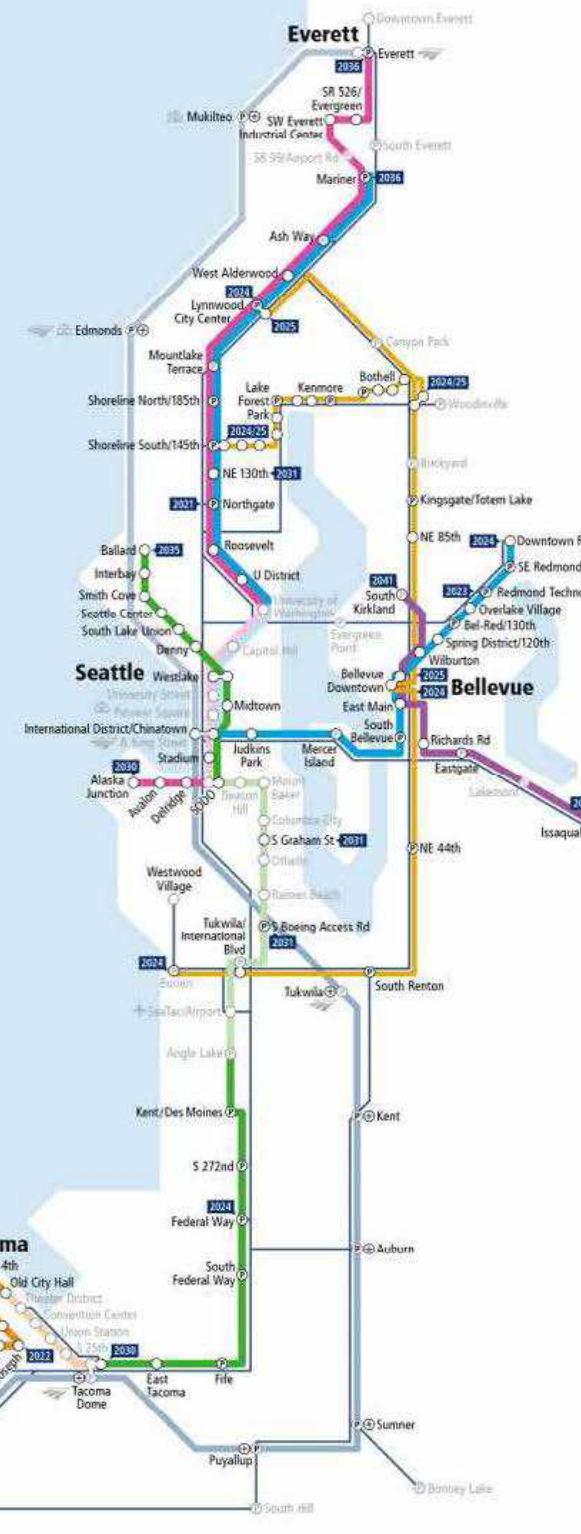 Downtown Everett
Everett
Everett
2036
SR 526/
Evergreen
Mukilteo
SW Everett
Industrial Center
South Everett
SR 99/Airport Rd
Mariner
2036
Ash Way
West Alderwood
2024
Lynnwood
City Center
2025
Edmonds
Canyon Park
Mountlake
Terrace
Bothell
2024/25
Lake
Forest
Park
Kenmore
Shoreline North/185th
Woodinville
2024/25
Shoreline South/145th
NE 130th
2031
Brickyard
2021
Northgate
Kingsgate/Totem Lake
NE 85th
2024
Downtown R
Ballard
2035
Roosevelt
Interbay
U District
SE Redmond
2041
South
Kirkland
2023
Redmond Techno
Smith Cove
University of
Washington
Overlake Village
Seattle Center
Bel-Red/130th
South Lake Union
Evergreen
Point
Spring District/120th
Denny
Capitol Hill
Wilburton
Seattle
Westlake
Bellevue
Downtown
2025
2024
Bellevue
University Street
Midtown
East Main
Pioneer Square
International District/Chinatown
South
Bellevue
& King Street
Judkins
Park
Mercer
Island
Richards Rd
Stadium
Eastgate
2030
Alaska
Junction
Avalon
Delridge
SODO
Beacon
Hill
Mount
Baker
Lakemont
Issaqua
Columbia City
S Graham St
2031
Othello
NE 44th
Westwood
Village
Rainier Beach
Tukwila/
International
Blvd
S Boeing Access Rd
2031
2024
Burien
South Renton
Tukwila
SeaTac/Airport
Angle Lake
Kent/Des Moines
Kent
S 272nd
2024
Federal Way
Auburn
South
Federal Way
ma
4th
Old City Hall
Theater District
Convention Center
Union Station
S 25th
2022
oseph
2030
Tacoma
Dome
East
Tacoma
Fife
Sumner
Puyallup
Bonney Lake
South Hill